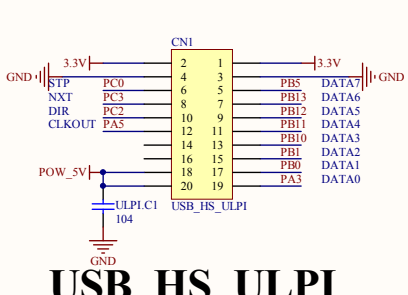 CN1
3.3V 2 1 3.3V
GND 4 3 GND
STP PC0 6 5 PB5 DATA7
NXT PC3 8 7 PB13 DATA6
DIR PC2 10 9 PB12 DATA5
CLKOUT PA5 12 11 PB11 DATA4
14 13 PB10 DATA3
16 15 PB1 DATA2
POW_5V 18 17 PB0 DATA1
20 19 PA3 DATA0
ULPI.C1 USB_HS_ULPI
104
GND
USB_HS_ULPI